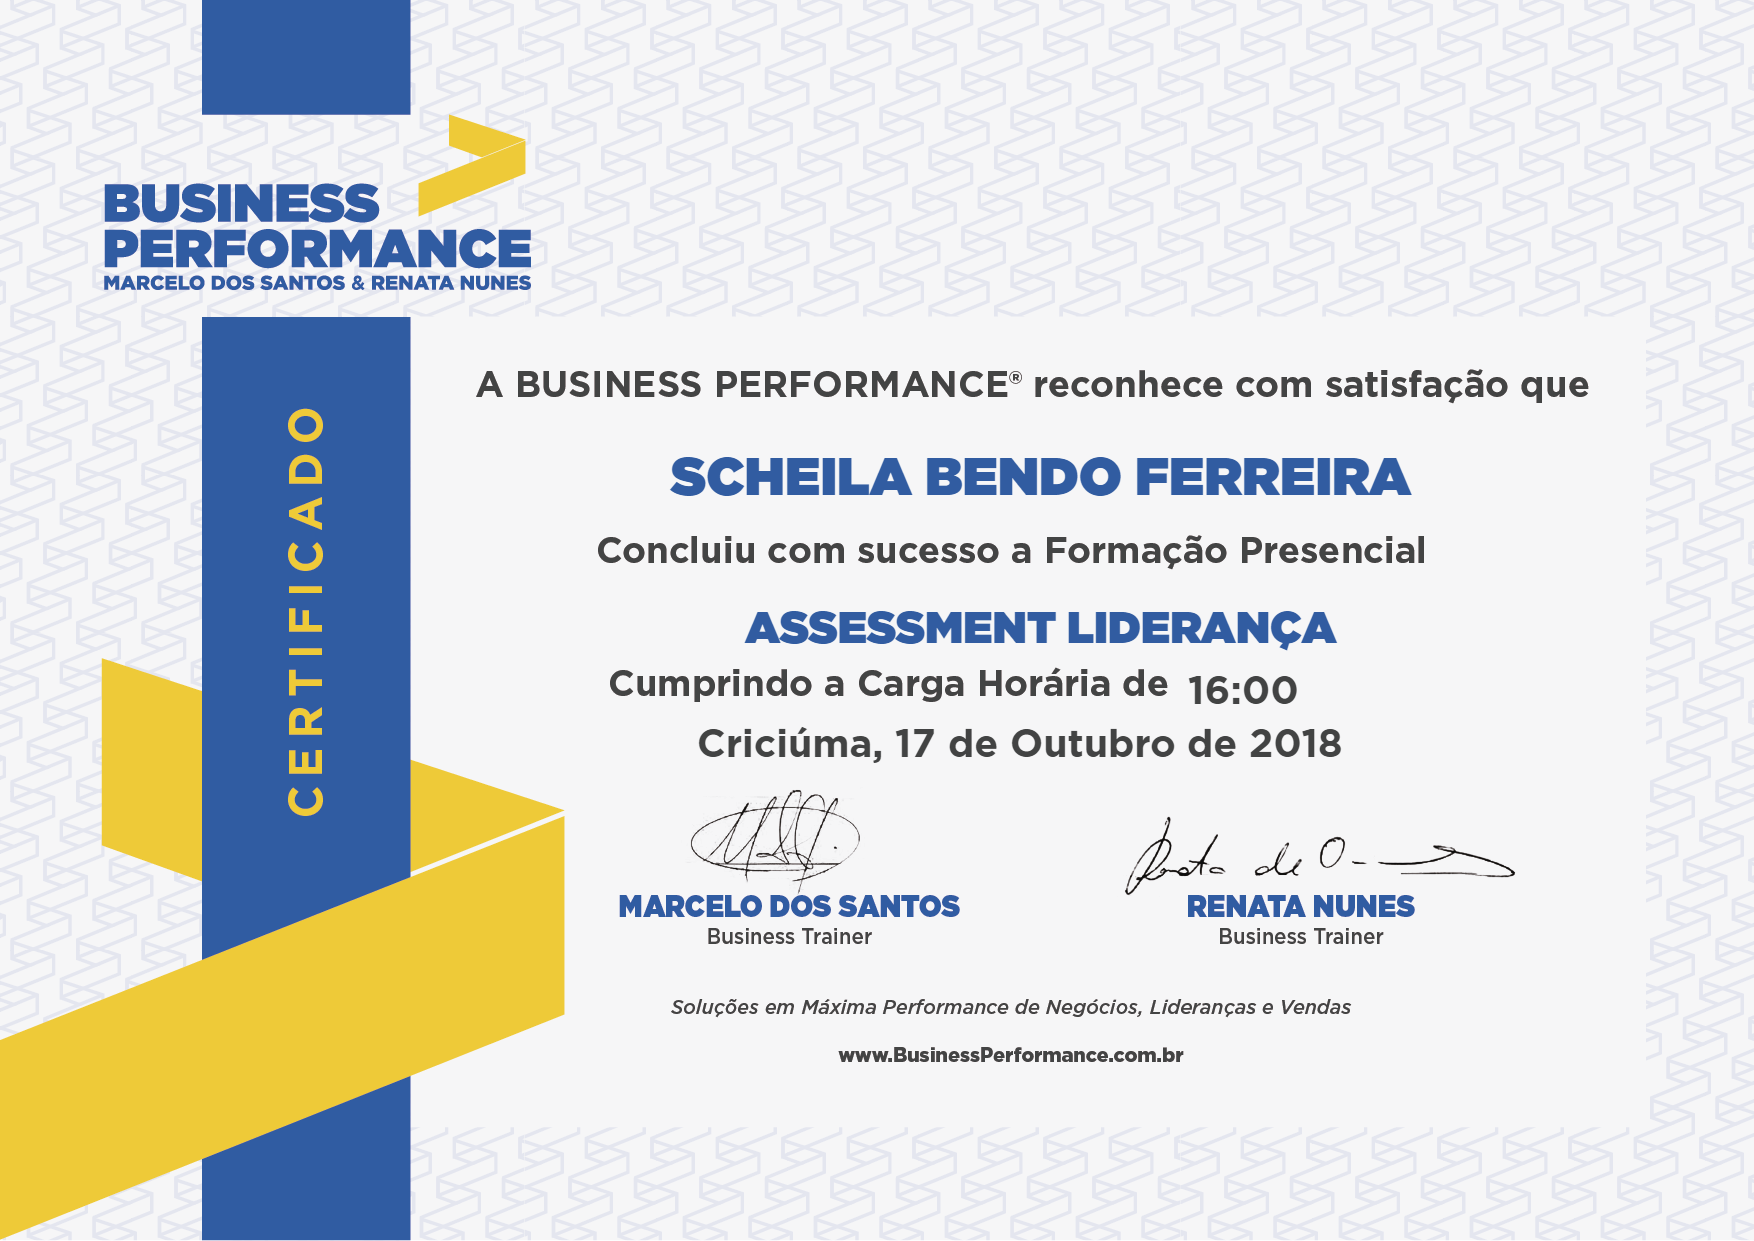 BUSINESS
PERFORMANCE
MARCELO DOS SANTOS & RENATA NUNES
CERTIFICADO
A BUSINESS PERFORMANCE® reconhece com satisfação que
SCHEILA BENDO FERREIRA
Concluiu com sucesso a Formação Presencial
ASSESSMENT LIDERANÇA
Cumprindo a Carga Horária de 16:00
Criciúma, 17 de Outubro de 2018
Renata de O
MARCELO DOS SANTOS
RENATA NUNES
Business Trainer
Business Trainer
Soluções em Máxima Performance de Negócios, Lideranças e Vendas
www.BusinessPerformance.com.br